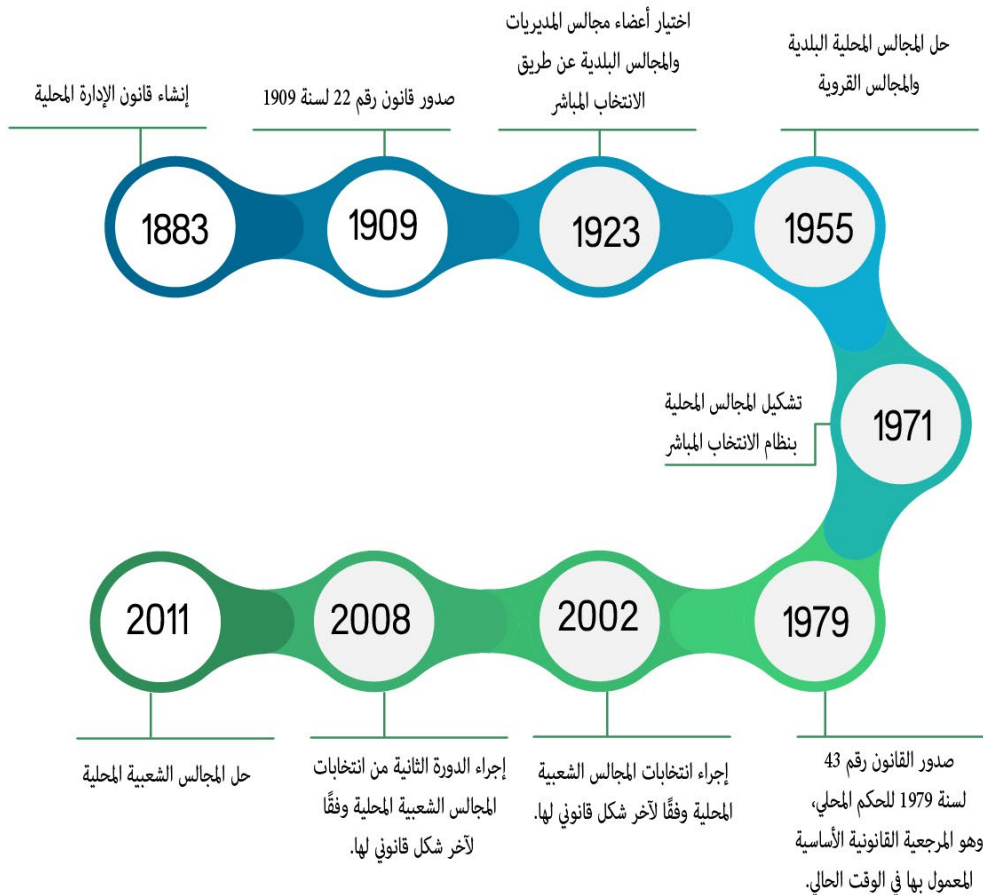 إنشاء قانون الإدارة المحلية
1883
صدور قانون رقم 22 لسنة 1909
1909
اختيار أعضاء مجالس المديريات
والمجالس البلدية عن طريق
الانتخاب المباشر
1923
حل المجالس المحلية البلدية
والمجالس القروية
1955
تشكيل المجالس المحلية
بنظام الانتخاب المباشر
1971
1979
صدور القانون رقم 43
لسنة 1979 للحكم المحلي،
وهو المرجعية القانونية الأساسية
المعمول بها في الوقت الحالي.
2002
إجراء انتخابات المجالس الشعبية
المحلية وفقًا لآخر شكل قانوني لها.
2008
إجراء الدورة الثانية من انتخابات
المجالس الشعبية المحلية وفقًا
لآخر شكل قانوني لها.
2011
حل المجالس الشعبية المحلية